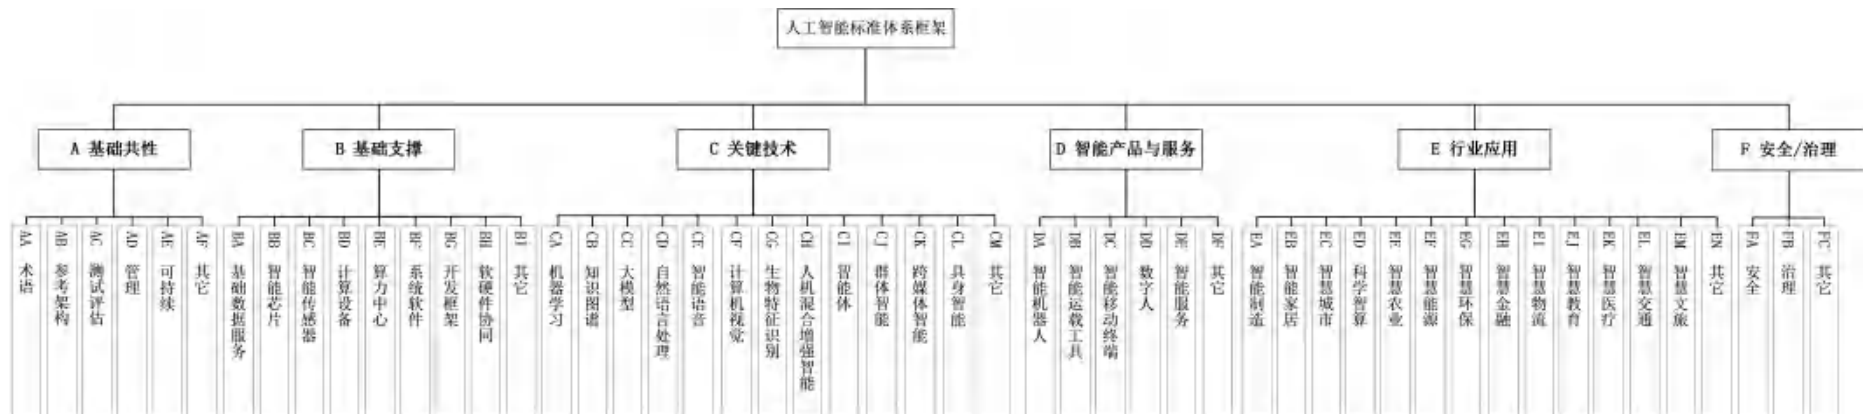 人工智能标准体系框架
A 基础共性
B 基础支撑
C 关键技术
D 智能产品与服务
E 行业应用
F 安全/治理
AA 术语
AB 参考架构
AC 测试评估
AD 管理
AE 可持续
AF 其它
BA 基础数据服务
BB 智能芯片
BC 智能传感器
BD 计算设备
BE 算力中心
BF 系统软件
BG 开发框架
BH 软硬件协同
BI 其它
CA 机器学习
CB 知识图谱
CC 大模型
CD 自然语言处理
CE 智能语音
CF 计算机视觉
CG 生物特征识别
CH 人机混合增强智能
CI 智能体
CJ 群体智能
CK 跨媒体智能
CL 具身智能
CM 其它
DA 智能机器人
DB 智能运载工具
DC 智能移动终端
DD 数字人
DE 智能服务
DF 其它
EA 智能制造
EB 智能家居
EC 智慧城市
ED 科学智算
EE 智慧农业
EF 智慧能源
EG 智慧环保
EH 智慧金融
EI 智慧物流
EJ 智慧教育
EK 智慧医疗
EL 智慧交通
EM 智慧文旅
EN 其它
FA 安全
FB 治理
FC 其它